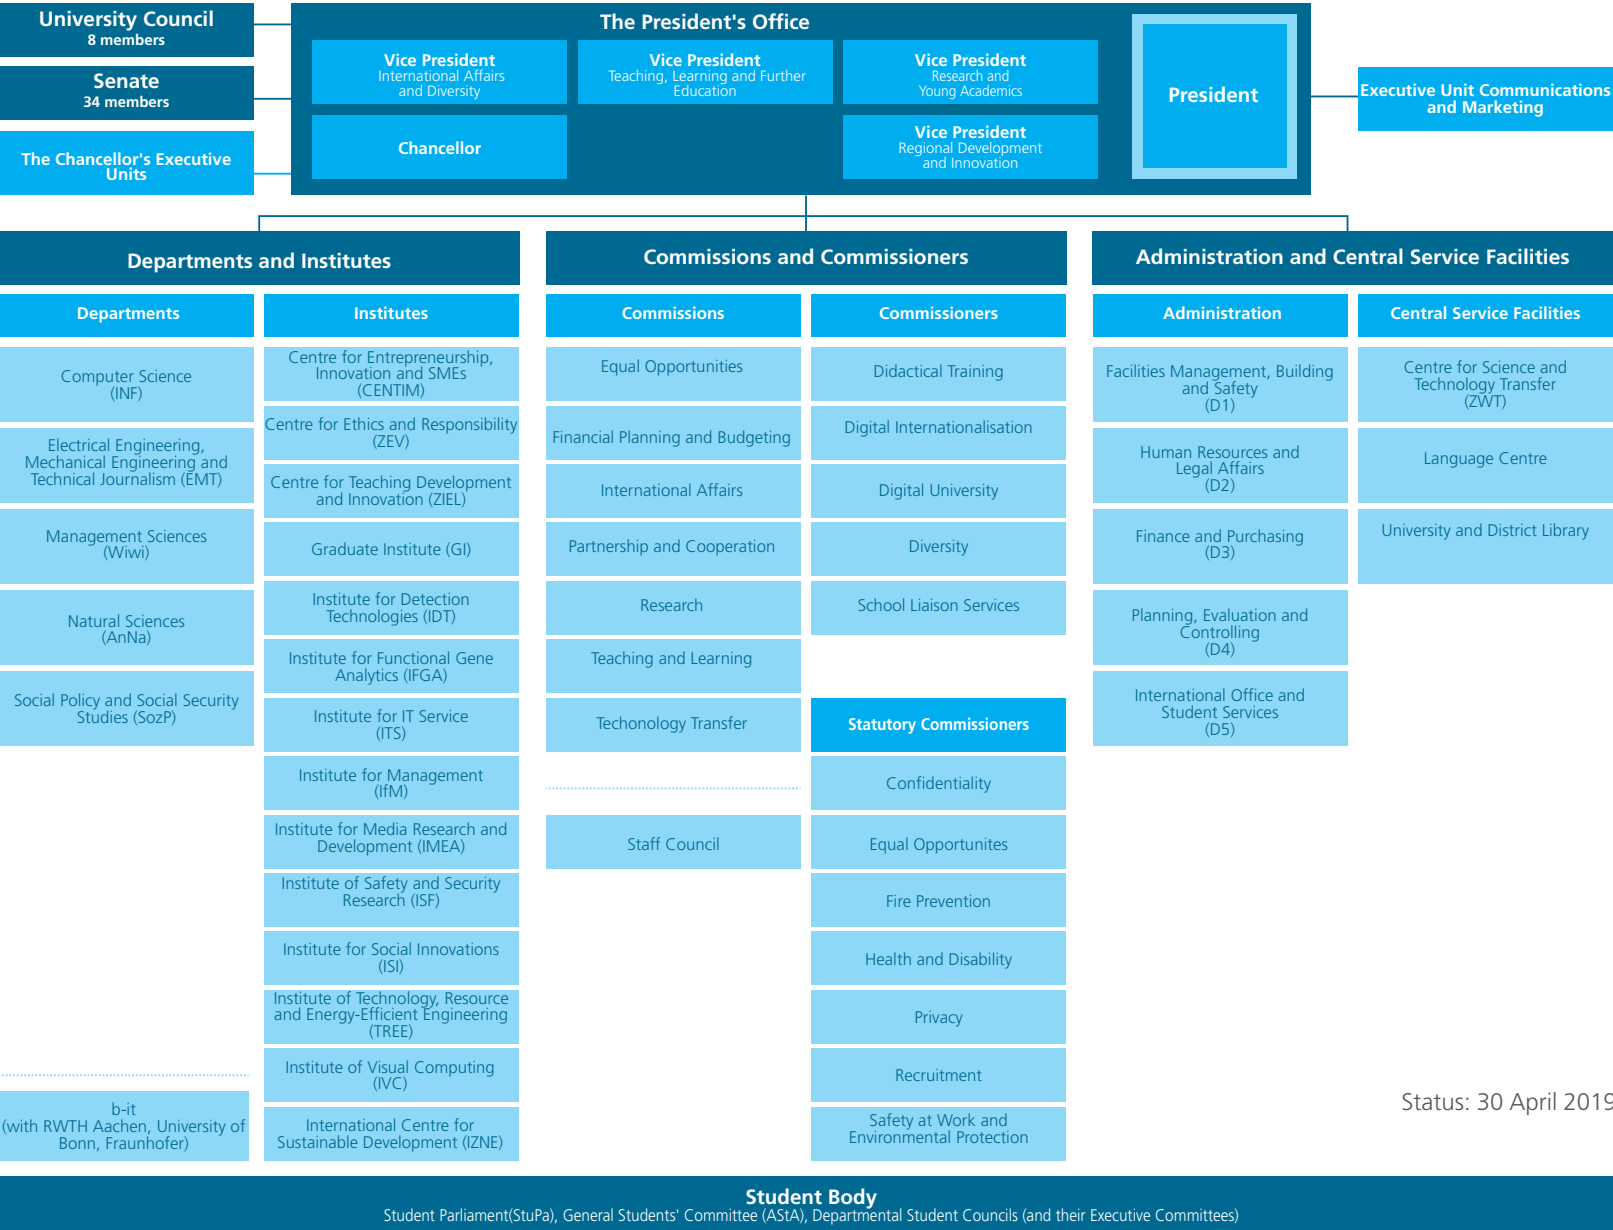 University Council
8 members
Senate
34 members
The Chancellor's Executive
Units
The President's Office
Vice President
International Affairs
and Diversity
Vice President
Teaching, Learning and Further
Education
Vice President
Research and
Young Academics
Chancellor
Vice President
Regional Development
and Innovation
President
Executive Unit Communications
and Marketing
Departments and Institutes
Departments
Computer Science
(INF)
Electrical Engineering,
Mechanical Engineering and
Technical Journalism (EMT)
Management Sciences
(Wiwi)
Natural Sciences
(AnNa)
Social Policy and Social Security
Studies (SozP)
b-it
(with RWTH Aachen, University of
Bonn, Fraunhofer)
Institutes
Centre for Entrepreneurship,
Innovation and SMEs
(CENTIM)
Centre for Ethics and Responsibility
(ZEV)
Centre for Teaching Development
and Innovation (ZIEL)
Graduate Institute (GI)
Institute for Detection
Technologies (IDT)
Institute for Functional Gene
Analytics (IFGA)
Institute for IT Service
(ITS)
Institute for Management
(IfM)
Institute for Media Research and
Development (IMEA)
Institute of Safety and Security
Research (ISF)
Institute for Social Innovations
(ISI)
Institute of Technology, Resource
and Energy-Efficient Engineering
(TREE)
Institute of Visual Computing
(IVC)
International Centre for
Sustainable Development (IZNE)
Commissions and Commissioners
Commissions
Equal Opportunities
Financial Planning and Budgeting
International Affairs
Partnership and Cooperation
Research
Teaching and Learning
Techonology Transfer
Staff Council
Commissioners
Didactical Training
Digital Internationalisation
Digital University
Diversity
School Liaison Services
Statutory Commissioners
Confidentiality
Equal Opportunites
Fire Prevention
Health and Disability
Privacy
Recruitment
Safety at Work and
Environmental Protection
Administration and Central Service Facilities
Administration
Facilities Management, Building
and Safety
(D1)
Human Resources and
Legal Affairs
(D2)
Finance and Purchasing
(D3)
Planning, Evaluation and
Controlling
(D4)
International Office and
Student Services
(D5)
Central Service Facilities
Centre for Science and
Technology Transfer
(ZWT)
Language Centre
University and District Library
Status: 30 April 2019
Student Body
Student Parliament(StuPa), General Students' Committee (AStA), Departmental Student Councils (and their Executive Committees)